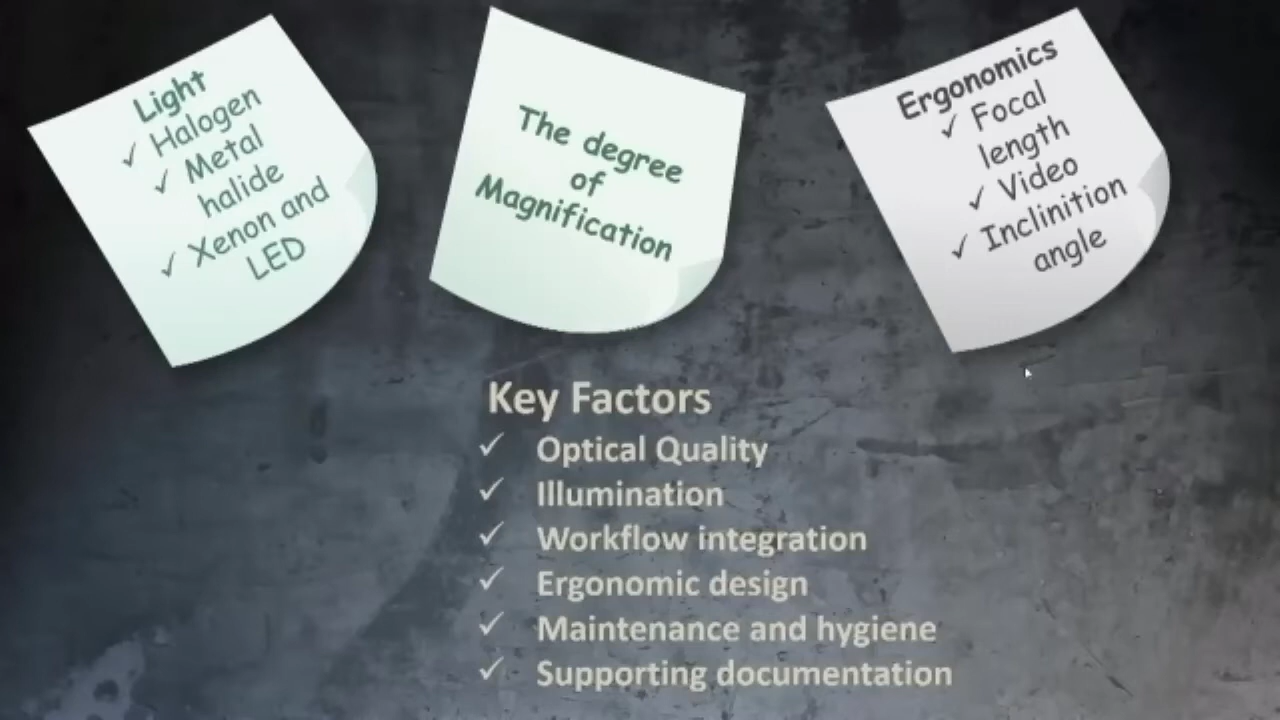 Light
✓ Halogen
✓ Metal
halide
✓ Xenon and
LED
The degree
of
Magnification
Ergonomics
✓ Focal
length
✓ Video
✓ Inclinition
angle
Key Factors
✓ Optical Quality
✓ Illumination
✓ Workflow integration
✓ Ergonomic design
✓ Maintenance and hygiene
✓ Supporting documentation